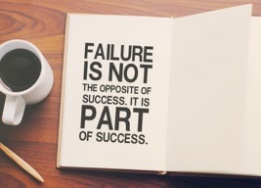 FAILURE
IS NOT
THE OPPOSITE OF
SUCCESS. IT IS
PART
OF SUCCESS.